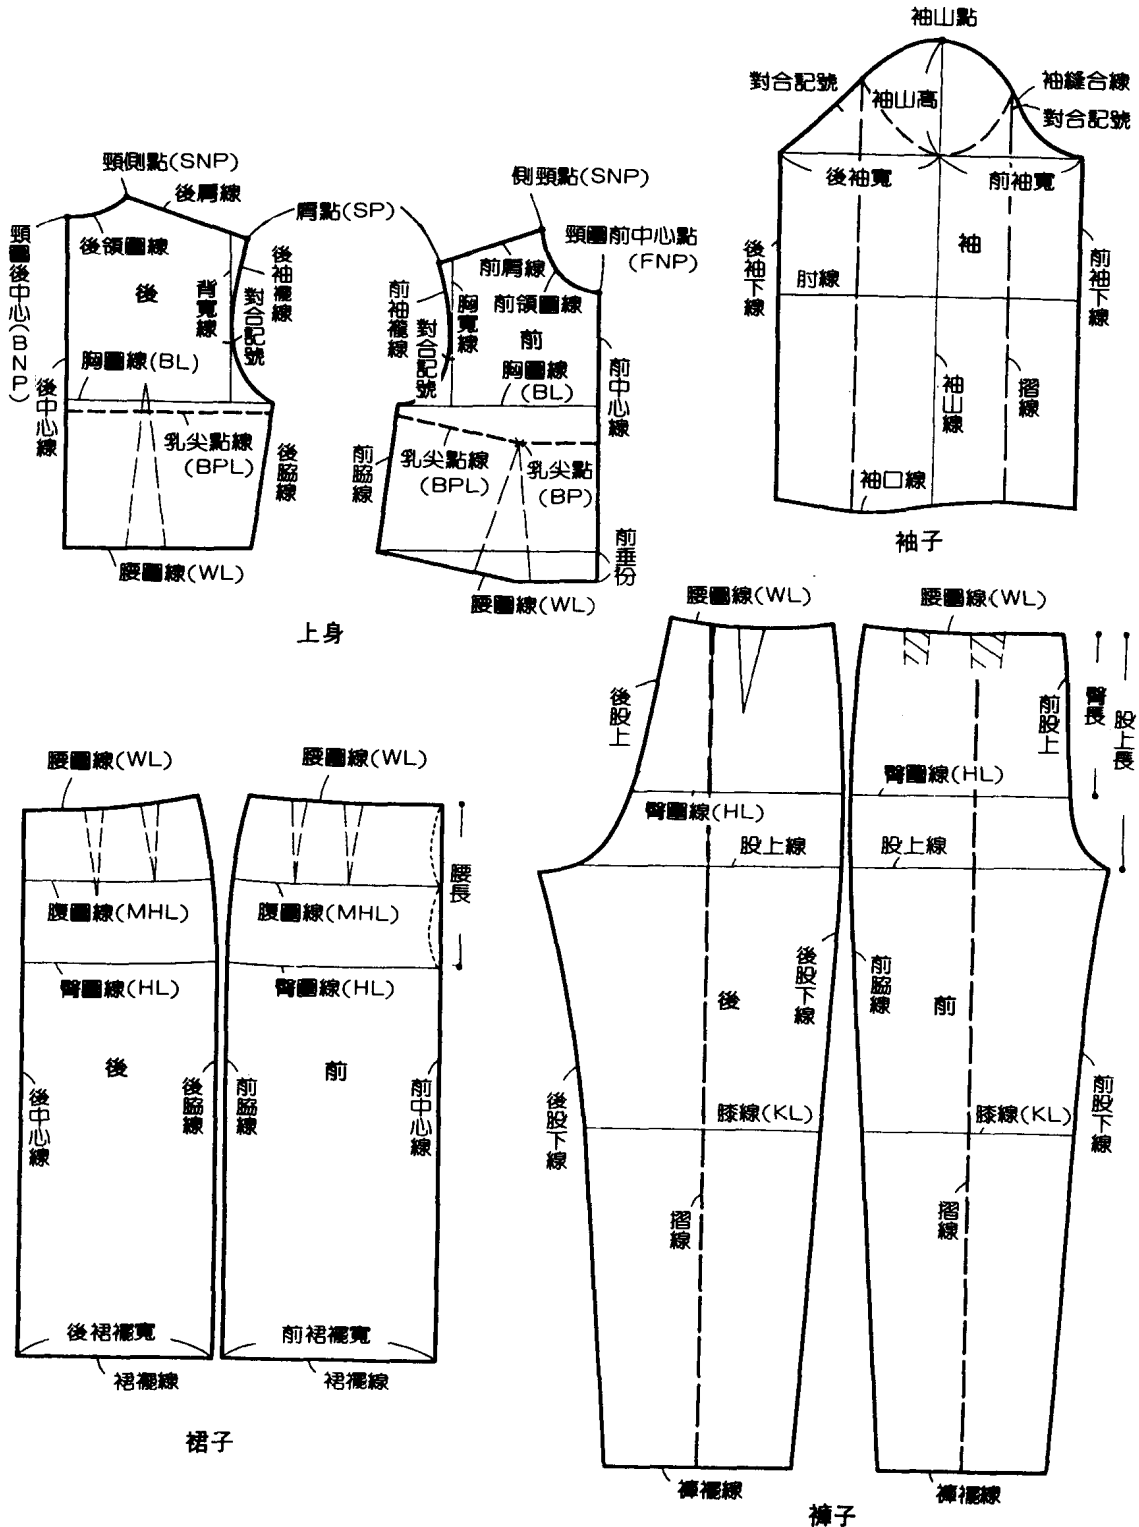 頸側點(SNP)
後肩線
頸圍後中心(BNP)
後領圍線
後
背寬線
後袖襱線
對合記號
胸圍線(BL)
後中心線
乳尖點線
(BPL)
後脇線
腰圍線(WL)
肩點(SP)
側頸點(SNP)
頸圍前中心點
(FNP)
前肩線
前領圍線
前袖襱線
胸寬線
對合記號
前
胸圍線
(BL)
前中心線
前脇線
乳尖點線
(BPL)
乳尖點
(BP)
前垂份
腰圍線(WL)
上身
袖山點
對合記號
袖山高
袖縫合線
對合記號
後袖寬
前袖寬
袖
後袖下線
肘線
前袖下線
袖山線
摺線
袖口線
袖子
腰圍線(WL)
腰圍線(WL)
腹圍線(MHL)
腹圍線(MHL)
腰長
臀圍線(HL)
臀圍線(HL)
後
前
後中心線
後脇線
前脇線
前中心線
後裙襬寬
前裙襬寬
裙襬線
裙襬線
裙子
腰圍線(WL)
腰圍線(WL)
後股上
前股上
臀長
股上長
臀圍線(HL)
臀圍線(HL)
股上線
股上線
後股下線
前脇線
後
前
後股下線
膝線(KL)
膝線(KL)
前股下線
摺線
摺線
褲襬線
褲襬線
褲子